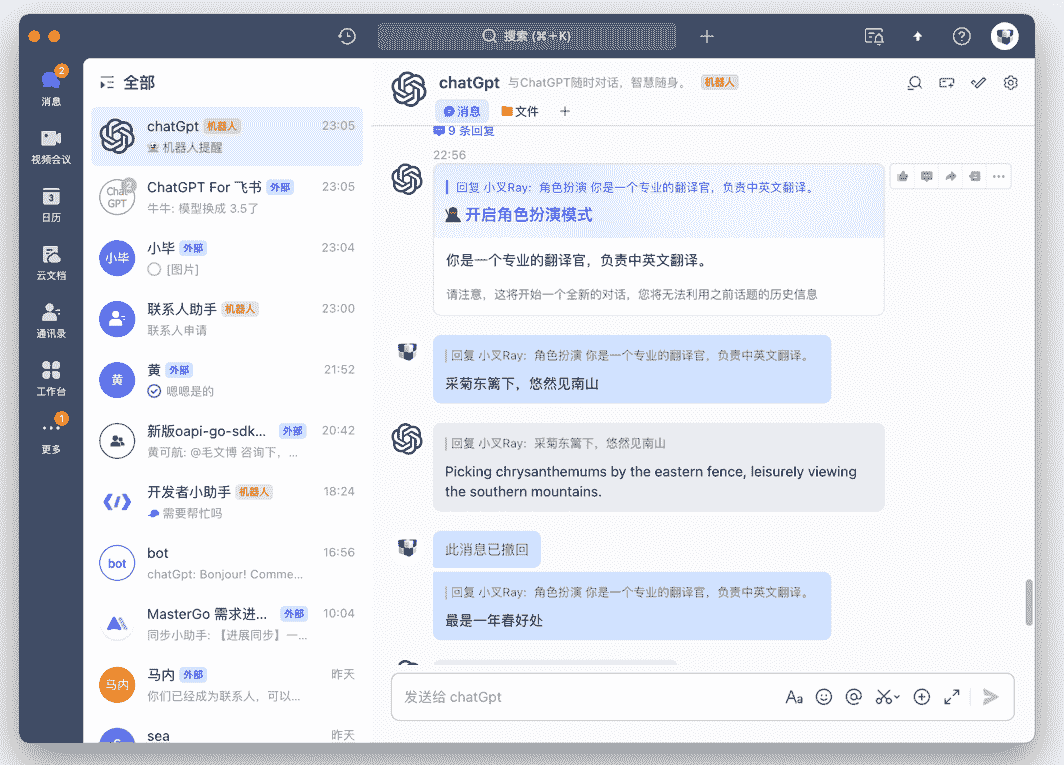 搜索 (⌘+K)
2
消息
视频会议
3
日历
云文档
通讯录
工作台
1
更多
全部
chatGpt 机器人 23:05
机器人提醒
Chat GPT
2
ChatGPT For 飞书 外部 23:05
牛牛: 模型换成 3.5了
小毕
小毕 外部 23:04
[图片]
联系人助手 机器人 23:00
联系人申请
黄
黄 外部 21:52
嗯嗯是的
新版oapi-go-sdk... 外部 20:42
黄可航: @毛文博 咨询下，...
开发者小助手 机器人 18:24
需要帮忙吗
bot
bot 16:56
chatGpt: Bonjour! Comme...
MasterGo 需求进... 外部 10:04
同步小助手: 【进展同步】一...
马内
马内 外部 昨天
你们已经成为联系人，可以...
sea 昨天
chatGpt 与ChatGPT随时对话，智慧随身。 机器人
消息 文件
9 条回复
22:56
回复 小叉Ray: 角色扮演 你是一个专业的翻译官，负责中英文翻译。
开启角色扮演模式
你是一个专业的翻译官，负责中英文翻译。
请注意，这将开始一个全新的对话，您将无法利用之前话题的历史信息
回复 小叉Ray: 角色扮演 你是一个专业的翻译官，负责中英文翻译。
采菊东篱下，悠然见南山
回复 小叉Ray: 采菊东篱下，悠然见南山
Picking chrysanthemums by the eastern fence, leisurely viewing
the southern mountains.
此消息已撤回
回复 小叉Ray: 角色扮演 你是一个专业的翻译官，负责中英文翻译。
最是一年春好处
发送给 chatGpt
Aa